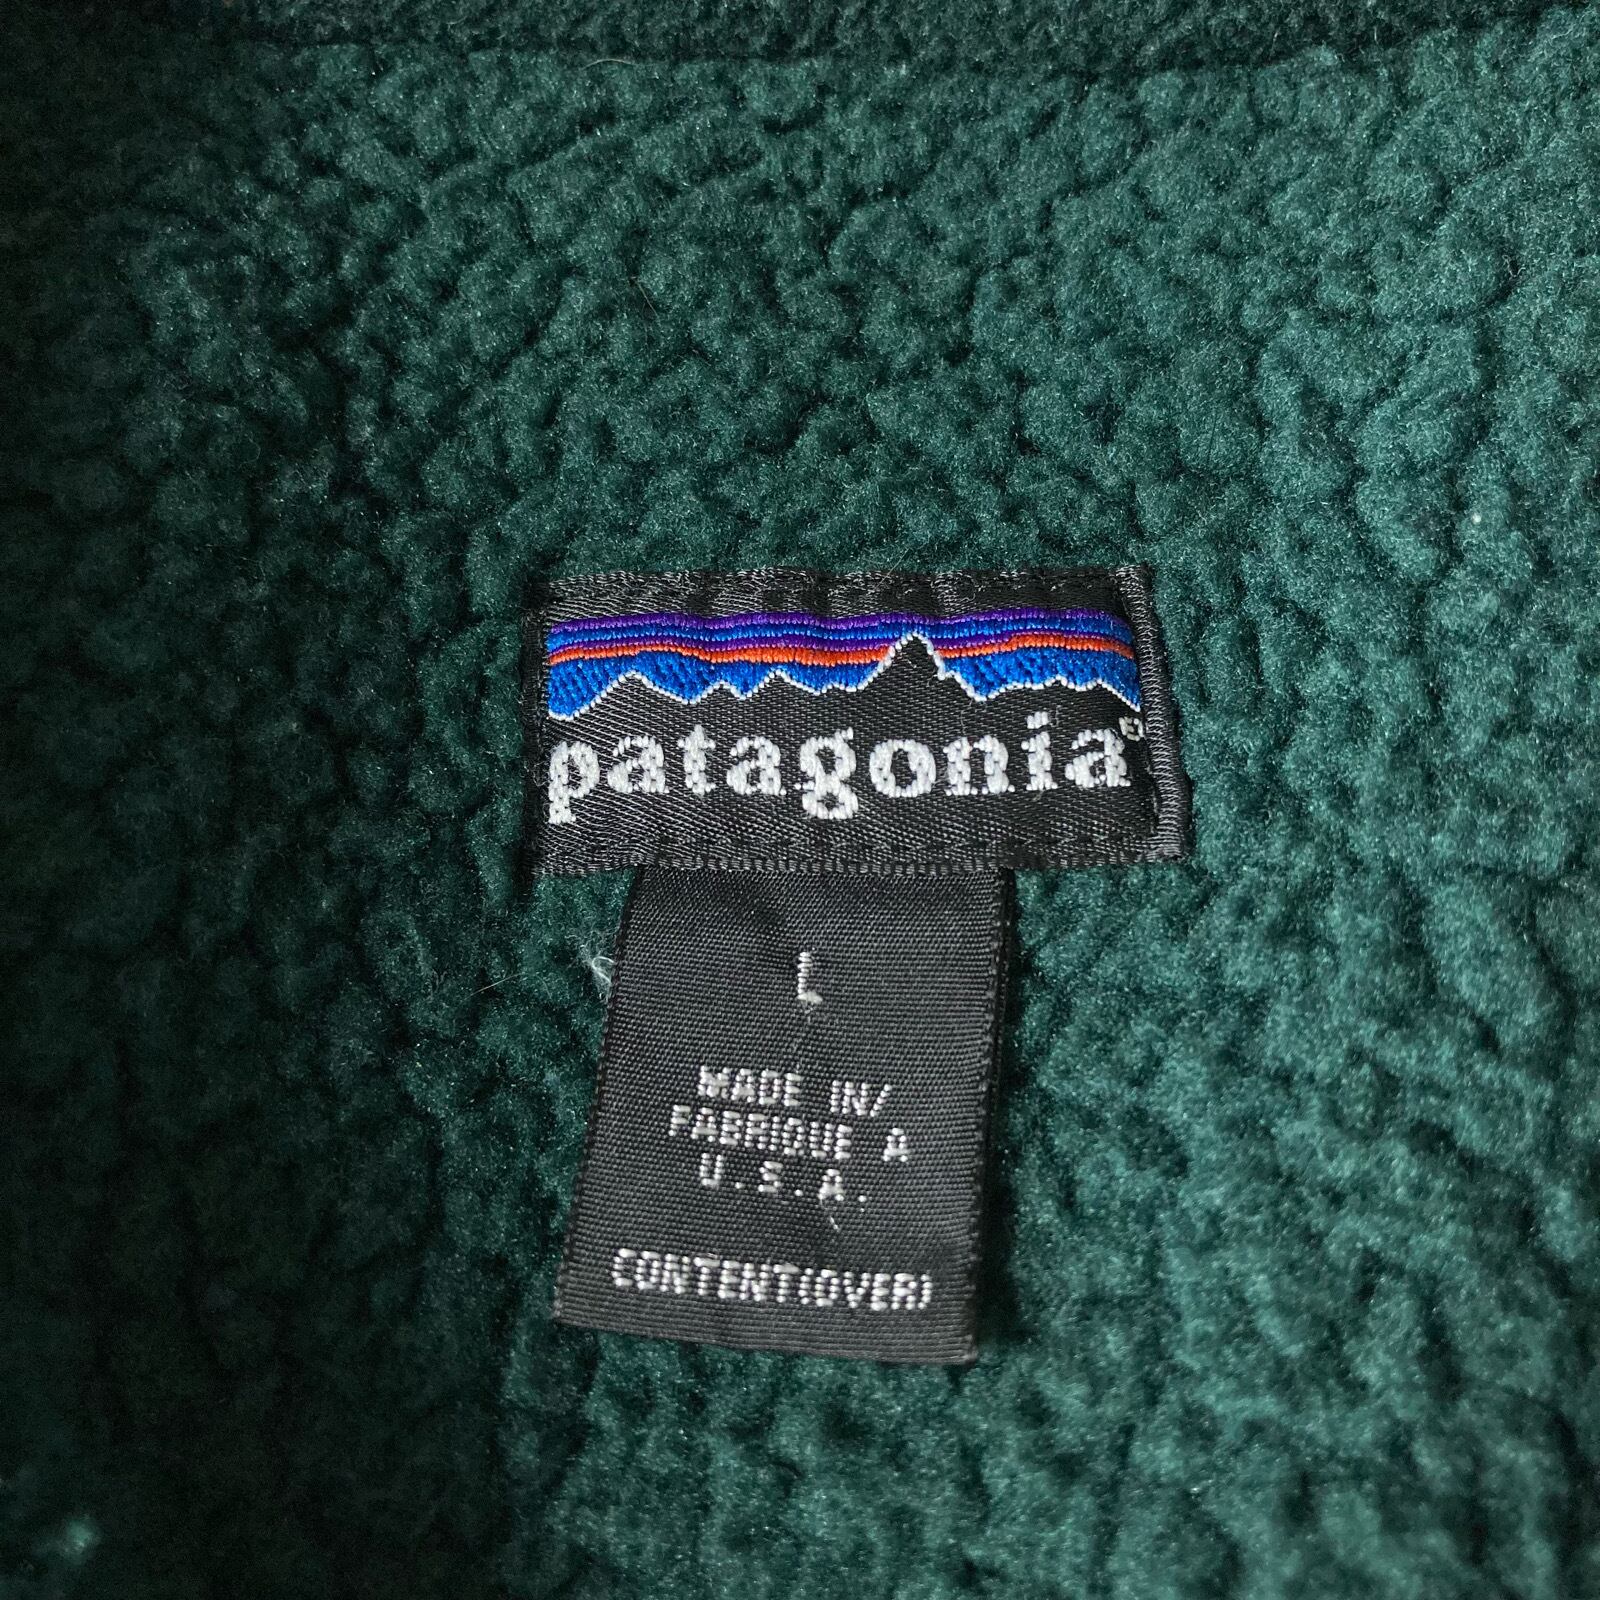 patagonia®
L
MADE IN/
FABRIQUE A
U.S.A.
CONTENT(OVER)